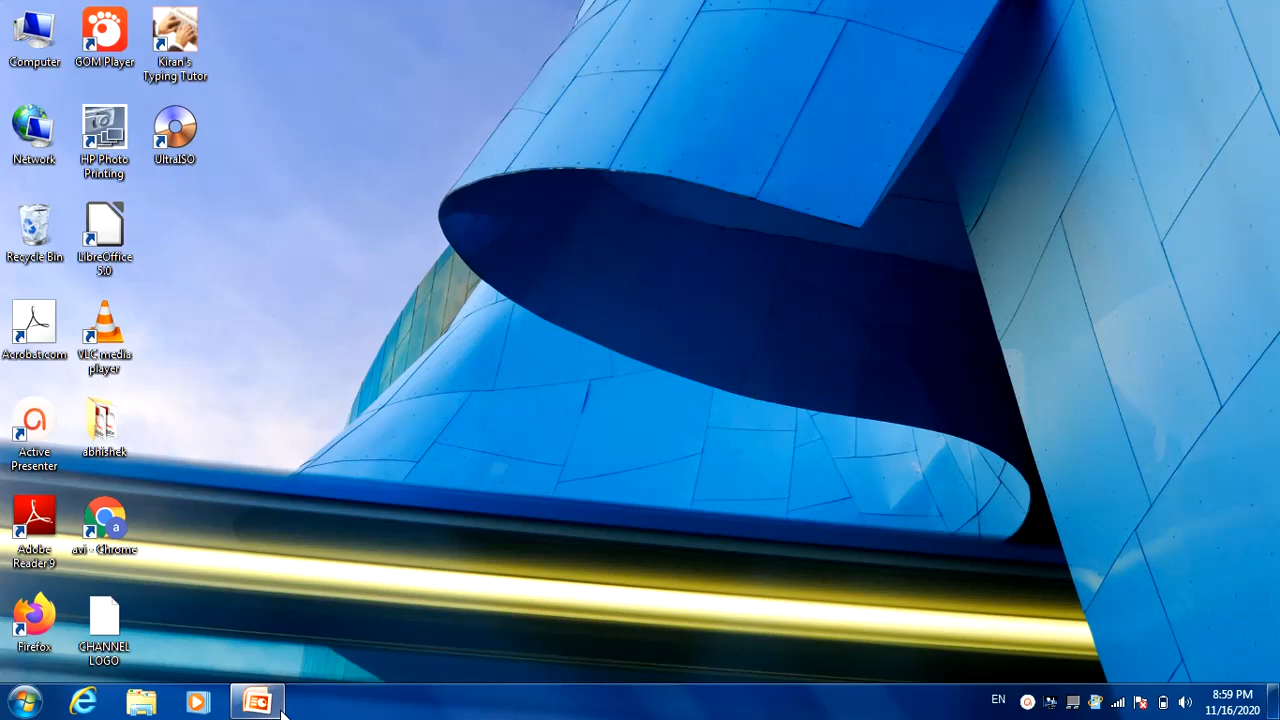 Computer
GOM Player
Kiran's
Typing Tutor
Network
HP Photo
Printing
UltraISO
Recycle Bin
LibreOffice
5.0
Acrobat.com
VLC media
player
Active
Presenter
abhishek
Adobe
Reader 9
avi - Chrome
Firefox
CHANNEL
LOGO
EN
8:59 PM
11/16/2020